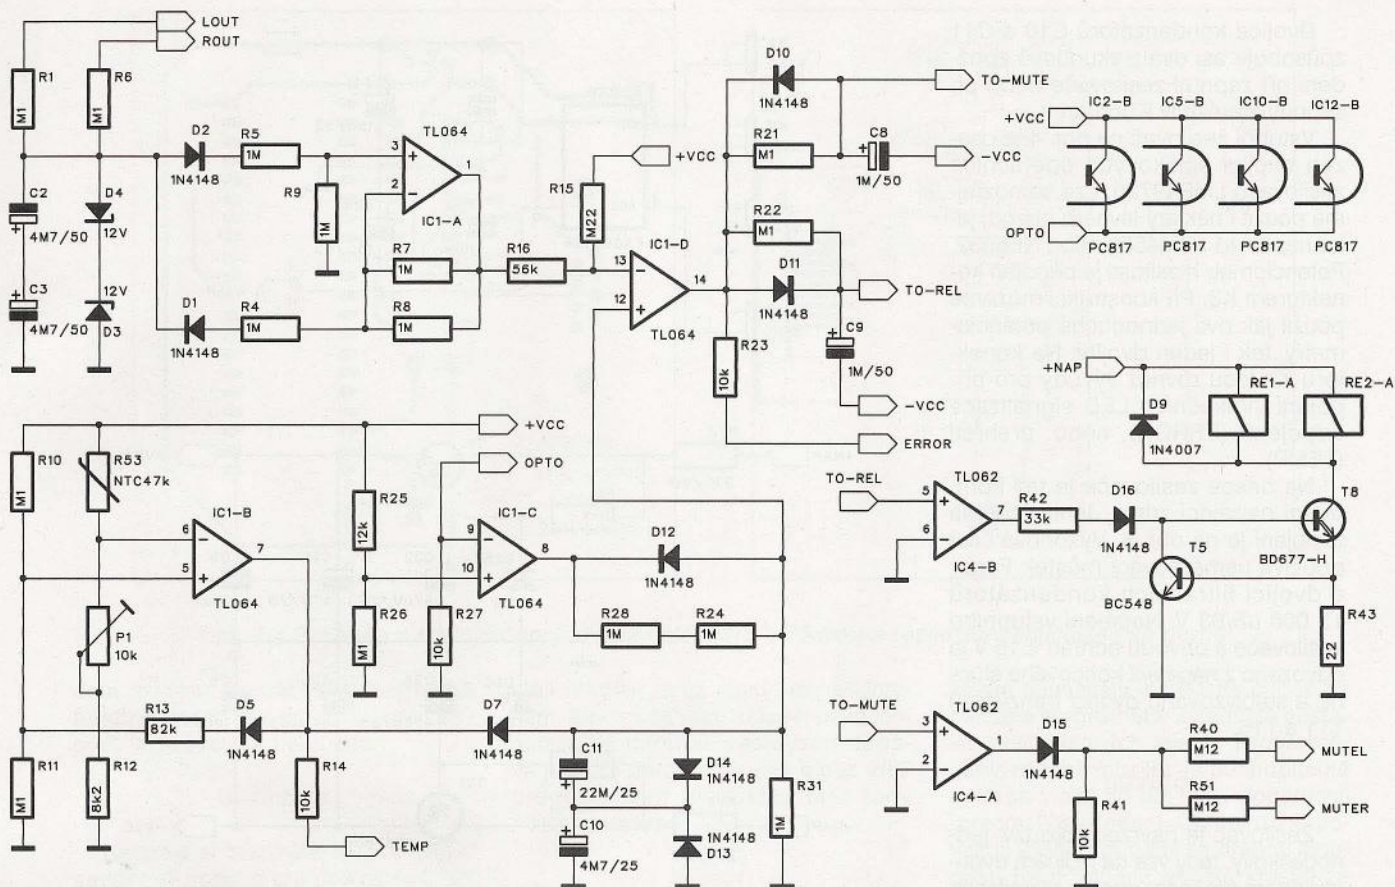 LOUT
ROUT
R1
M1
R6
M1
C2
4M7/50
C3
4M7/50
D4
12V
12V
D3
D2
1N4148
R5
1M
R9
1M
D1
1N4148
R4
1M
TL064
3
2
1
IC1-A
R7
1M
R8
1M
R16
56k
+VCC
R15
M22
IC1-D
13
12
14
TL064
D10
1N4148
R21
M1
TO-MUTE
C8
1M/50
-VCC
R22
M1
D11
1N4148
TO-REL
R23
10k
C9
1M/50
-VCC
ERROR
IC2-B
IC5-B
IC10-B
IC12-B
+VCC
OPTO
PC817
PC817
PC817
PC817
+NAP
D9
1N4007
RE1-A
RE2-A
R10
M1
R53
NTC47k
+VCC
OPTO
R25
12k
IC1-B
6
5
7
TL064
P1
10k
R26
M1
R27
10k
IC1-C
9
10
8
TL064
D12
1N4148
R28
1M
R24
1M
TO-REL
TL062
5
6
7
IC4-B
R42
33k
D16
1N4148
T5
BC548
T8
BD677-H
R43
22
R13
82k
D5
1N4148
D7
1N4148
R11
M1
R12
8k2
R14
10k
TEMP
C11
22M/25
C10
4M7/25
D14
1N4148
1N4148
D13
R31
1M
TO-MUTE
TL062
3
2
1
IC4-A
D15
1N4148
R41
10k
R40
M12
MUTEL
R51
M12
MUTER